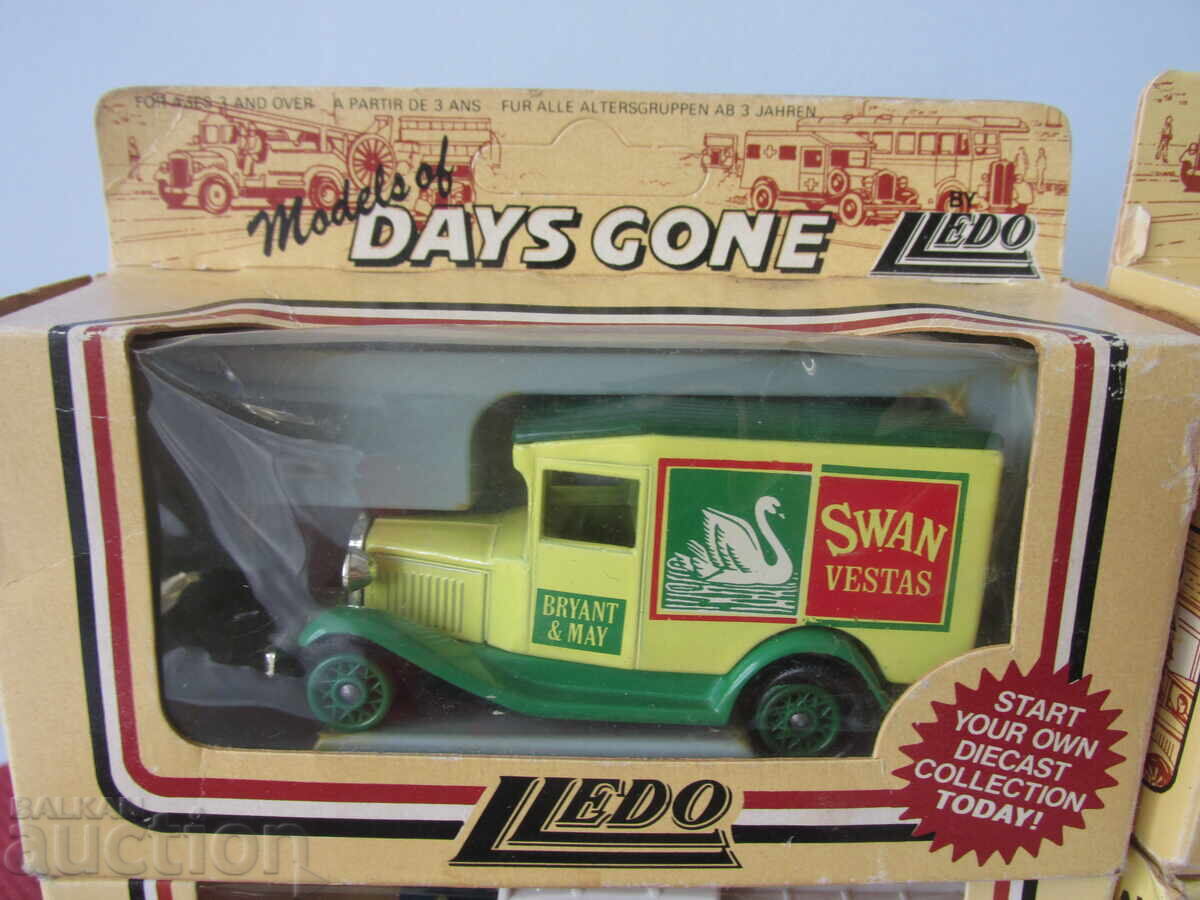 FOR AGES 3 AND OVER A PARTIR DE 3 ANS FUR ALLE ALTERSGRUPPEN AB 3 JAHREN
Models of
DAYS GONE
BY
LLEDO
SWAN
VESTAS
BRYANT
& MAY
START
YOUR OWN
DIECAST
COLLECTION
TODAY!
LLEDO
BALKAN
auction